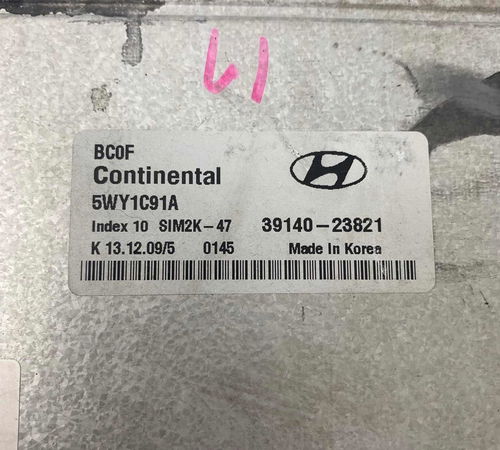 BC0F
Continental
5WY1C91A
Index 10 SIM2K-47 39140-23821
K 13.12.09/5 0145 Made In Korea